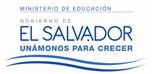 MINISTERIO DE EDUCACIÓN
GOBIERNO DE
EL SALVADOR
UNÁMONOS PARA CRECER